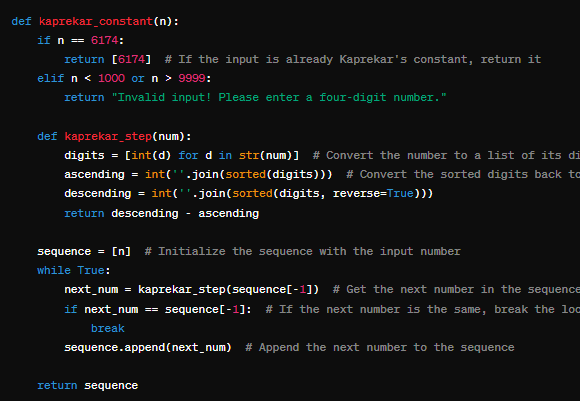 def kaprekar_constant(n):
    if n == 6174:
        return [6174]  # If the input is already Kaprekar's constant, return it
    elif n < 1000 or n > 9999:
        return "Invalid input! Please enter a four-digit number."

    def kaprekar_step(num):
        digits = [int(d) for d in str(num)]  # Convert the number to a list of its di
        ascending = int(''.join(sorted(digits)))  # Convert the sorted digits back to
        descending = int(''.join(sorted(digits, reverse=True)))
        return descending - ascending

    sequence = [n]  # Initialize the sequence with the input number
    while True:
        next_num = kaprekar_step(sequence[-1])  # Get the next number in the sequence
        if next_num == sequence[-1]:  # If the next number is the same, break the loo
            break
        sequence.append(next_num)  # Append the next number to the sequence

    return sequence